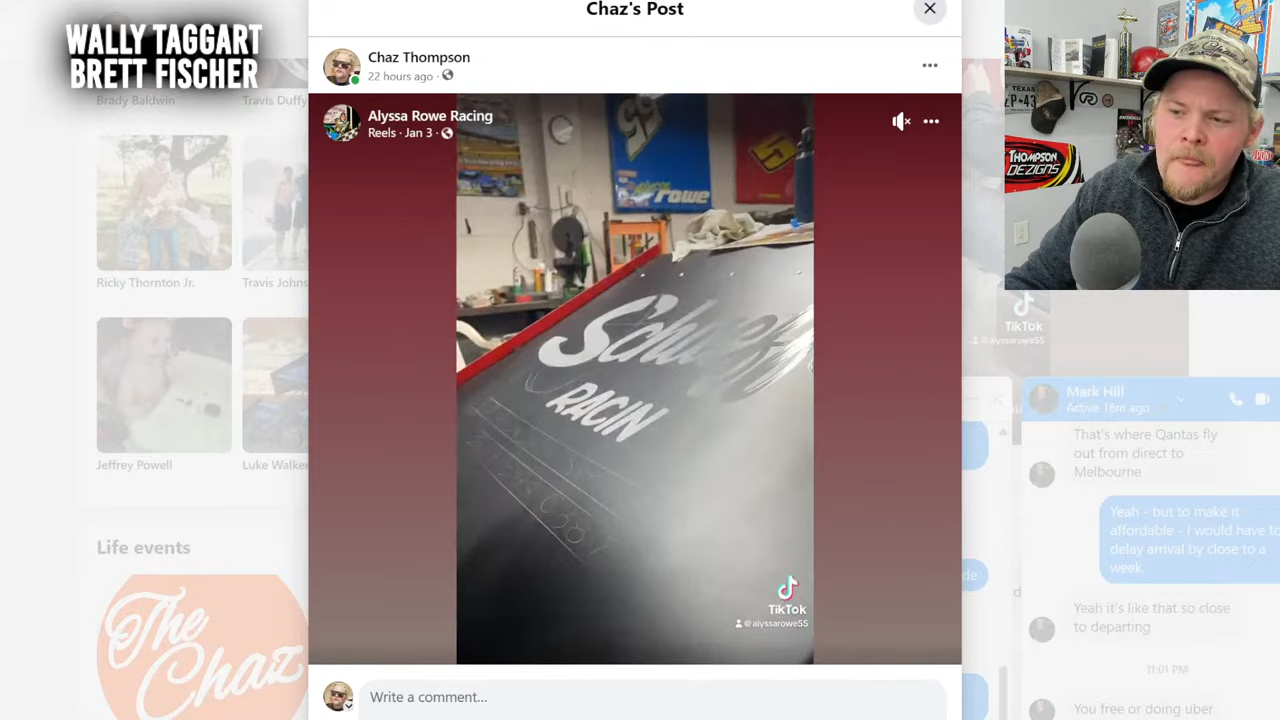 WALLY TAGGART
BRETT FISCHER
Brady Baldwin
Travis Duffy
Ricky Thornton Jr.
Travis Johns
Jeffrey Powell
Luke Walker
Life events
The
Chaz
Chaz's Post
Chaz Thompson
22 hours ago
Alyssa Rowe Racing
Reels · Jan 3 ·
99
rowe
RACIN
TikTok
@alyssarowe55
Write a comment...
TEXAS
THOMPSON
DEZIGNS
TikTok
@alyssarowe55
Mark Hill
Active 18m ago
That's where Qantas fly
out from direct to
Melbourne
Yeah - but to make it
affordable - I would have to
delay arrival by close to a
week.
de
Yeah it's like that so close
to departing
11:01 PM
You free or doing uber